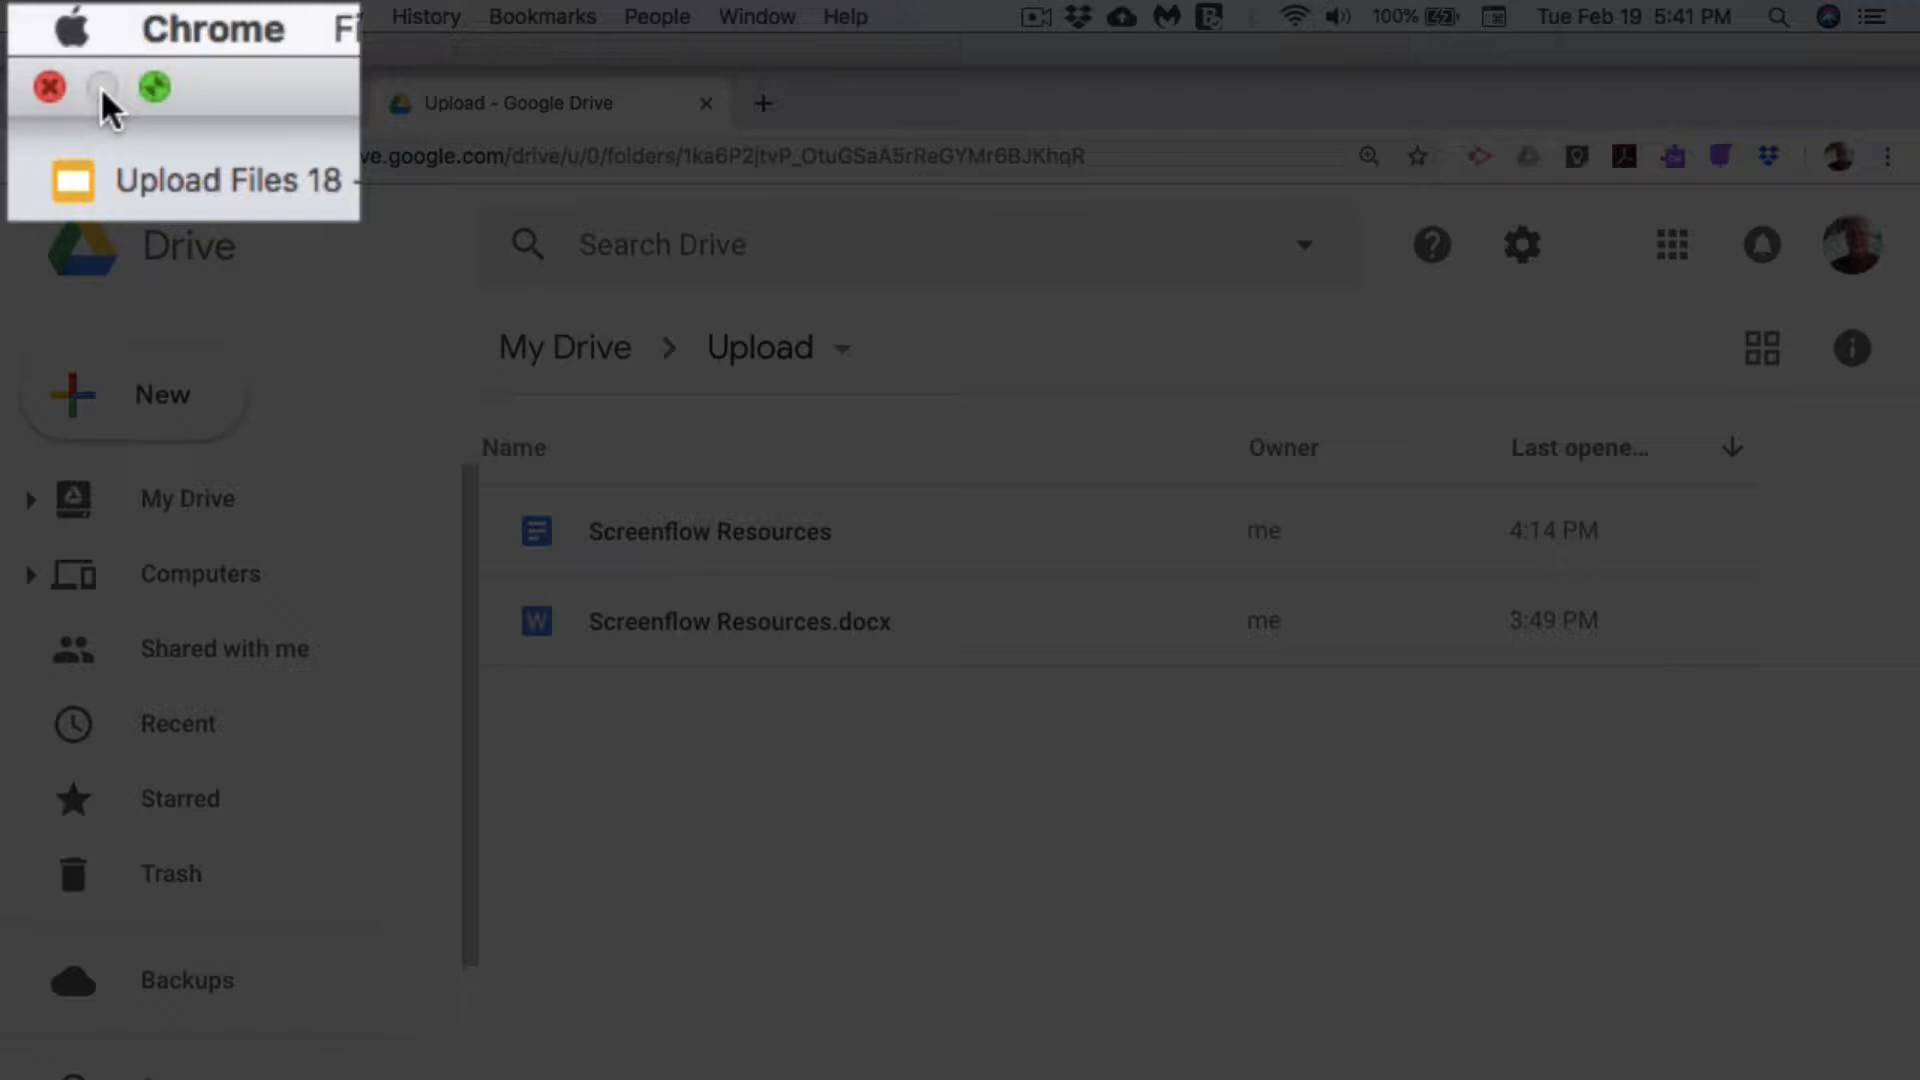 Chrome Fi History Bookmarks People Window Help 100% Tue Feb 19 5:41 PM
Upload - Google Drive
Upload Files 18 -
ve.google.com/drive/u/0/folders/1ka6P2jtvP_OtuGSaA5rReGYMr6BJKhqR
Drive
Search Drive
My Drive > Upload
New
Name Owner Last opene...
My Drive
Screenflow Resources me 4:14 PM
Computers
Screenflow Resources.docx me 3:49 PM
Shared with me
Recent
Starred
Trash
Backups